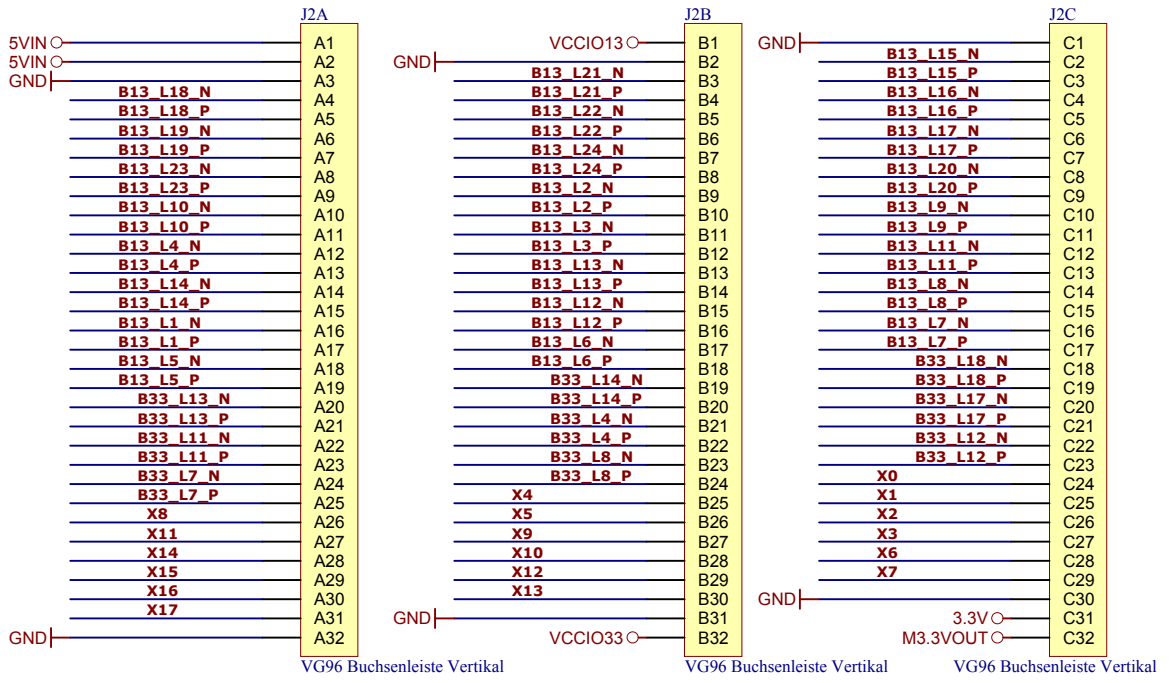 J2A
5VIN A1
5VIN A2
GND A3
B13_L18_N A4
B13_L18_P A5
B13_L19_N A6
B13_L19_P A7
B13_L23_N A8
B13_L23_P A9
B13_L10_N A10
B13_L10_P A11
B13_L4_N A12
B13_L4_P A13
B13_L14_N A14
B13_L14_P A15
B13_L1_N A16
B13_L1_P A17
B13_L5_N A18
B13_L5_P A19
B33_L13_N A20
B33_L13_P A21
B33_L11_N A22
B33_L11_P A23
B33_L7_N A24
B33_L7_P A25
X8 A26
X11 A27
X14 A28
X15 A29
X16 A30
X17 A31
GND A32
VG96 Buchsenleiste Vertikal
J2B
VCCIO13 B1
GND B2
B13_L21_N B3
B13_L21_P B4
B13_L22_N B5
B13_L22_P B6
B13_L24_N B7
B13_L24_P B8
B13_L2_N B9
B13_L2_P B10
B13_L3_N B11
B13_L3_P B12
B13_L13_N B13
B13_L13_P B14
B13_L12_N B15
B13_L12_P B16
B13_L6_N B17
B13_L6_P B18
B33_L14_N B19
B33_L14_P B20
B33_L4_N B21
B33_L4_P B22
B33_L8_N B23
B33_L8_P B24
X4 B25
X5 B26
X9 B27
X10 B28
X12 B29
X13 B30
GND B31
VCCIO33 B32
VG96 Buchsenleiste Vertikal
J2C
GND C1
B13_L15_N C2
B13_L15_P C3
B13_L16_N C4
B13_L16_P C5
B13_L17_N C6
B13_L17_P C7
B13_L20_N C8
B13_L20_P C9
B13_L9_N C10
B13_L9_P C11
B13_L11_N C12
B13_L11_P C13
B13_L8_N C14
B13_L8_P C15
B13_L7_N C16
B13_L7_P C17
B33_L18_N C18
B33_L18_P C19
B33_L17_N C20
B33_L17_P C21
B33_L12_N C22
B33_L12_P C23
X0 C24
X1 C25
X2 C26
X3 C27
X6 C28
X7 C29
GND C30
3.3V C31
M3.3VOUT C32
VG96 Buchsenleiste Vertikal